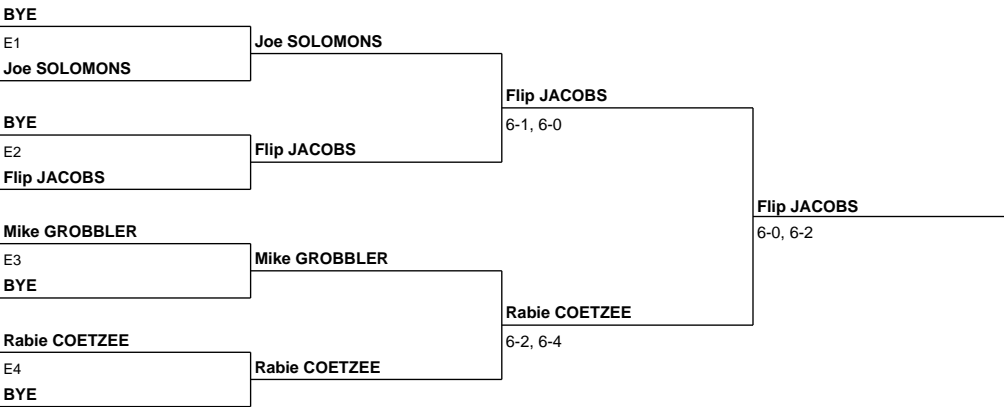 BYE
E1
Joe SOLOMONS
BYE
E2
Flip JACOBS
Mike GROBBLER
E3
BYE
Rabie COETZEE
E4
BYE
Joe SOLOMONS
Flip JACOBS
Mike GROBBLER
Rabie COETZEE
Flip JACOBS
6-1, 6-0
Rabie COETZEE
6-2, 6-4
Flip JACOBS
6-0, 6-2